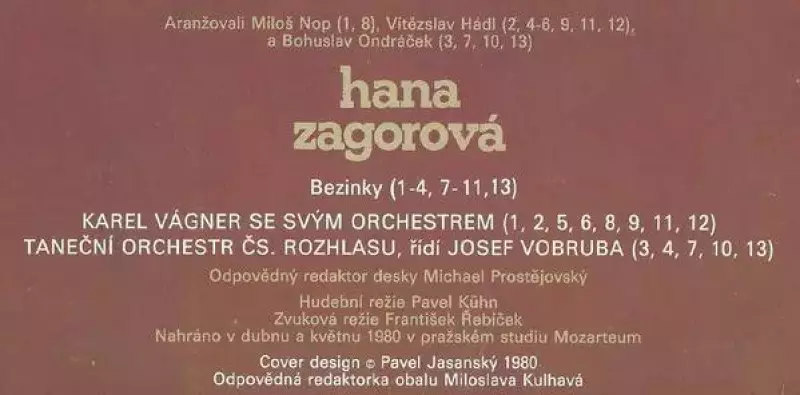 Aranžovali Miloš Nop (1, 8), Vítězslav Hádl (2, 4-6, 9, 11, 12),
a Bohuslav Ondráček (3, 7, 10, 13)
hana
zagorová
Bezinky (1-4, 7-11,13)
KAREL VÁGNER SE SVÝM ORCHESTREM (1, 2, 5, 6, 8, 9, 11, 12)
TANEČNÍ ORCHESTR ČS. ROZHLASU, řídí JOSEF VOBRUBA (3, 4, 7, 10, 13)
Odpovědný redaktor desky Michael Prostějovský
Hudební režie Pavel Kühn
Zvuková režie František Řebíček
Nahráno v dubnu a květnu 1980 v pražském studiu Mozarteum
Cover design © Pavel Jasanský 1980
Odpovědná redaktorka obalu Miloslava Kulhavá